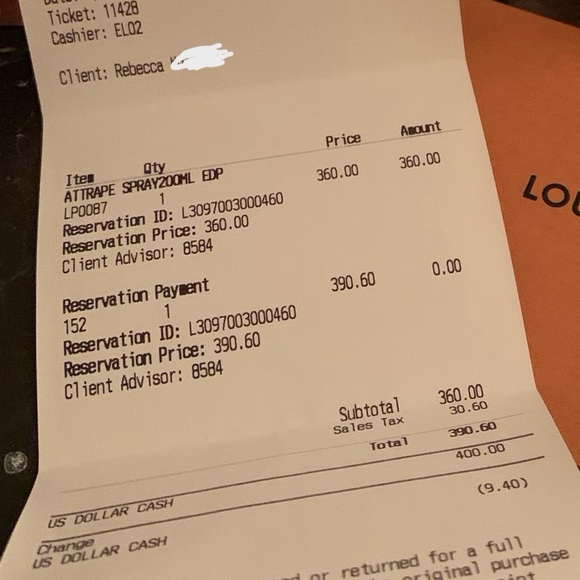 Ticket: 11428
Cashier: EL02
Client: Rebecca
Item Qty Price Amount
ATTRAPE SPRAY200ML EDP
LP0087 1 360.00 360.00
Reservation ID: L3097003000460
Reservation Price: 360.00
Client Advisor: 8584
Reservation Payment
152 1 390.60 0.00
Reservation ID: L3097003000460
Reservation Price: 390.60
Client Advisor: 8584
Subtotal 360.00
Sales Tax 30.60
Total 390.60
US DOLLAR CASH 400.00
Change
US DOLLAR CASH (9.40)
or returned for a full
original purchase
LOU